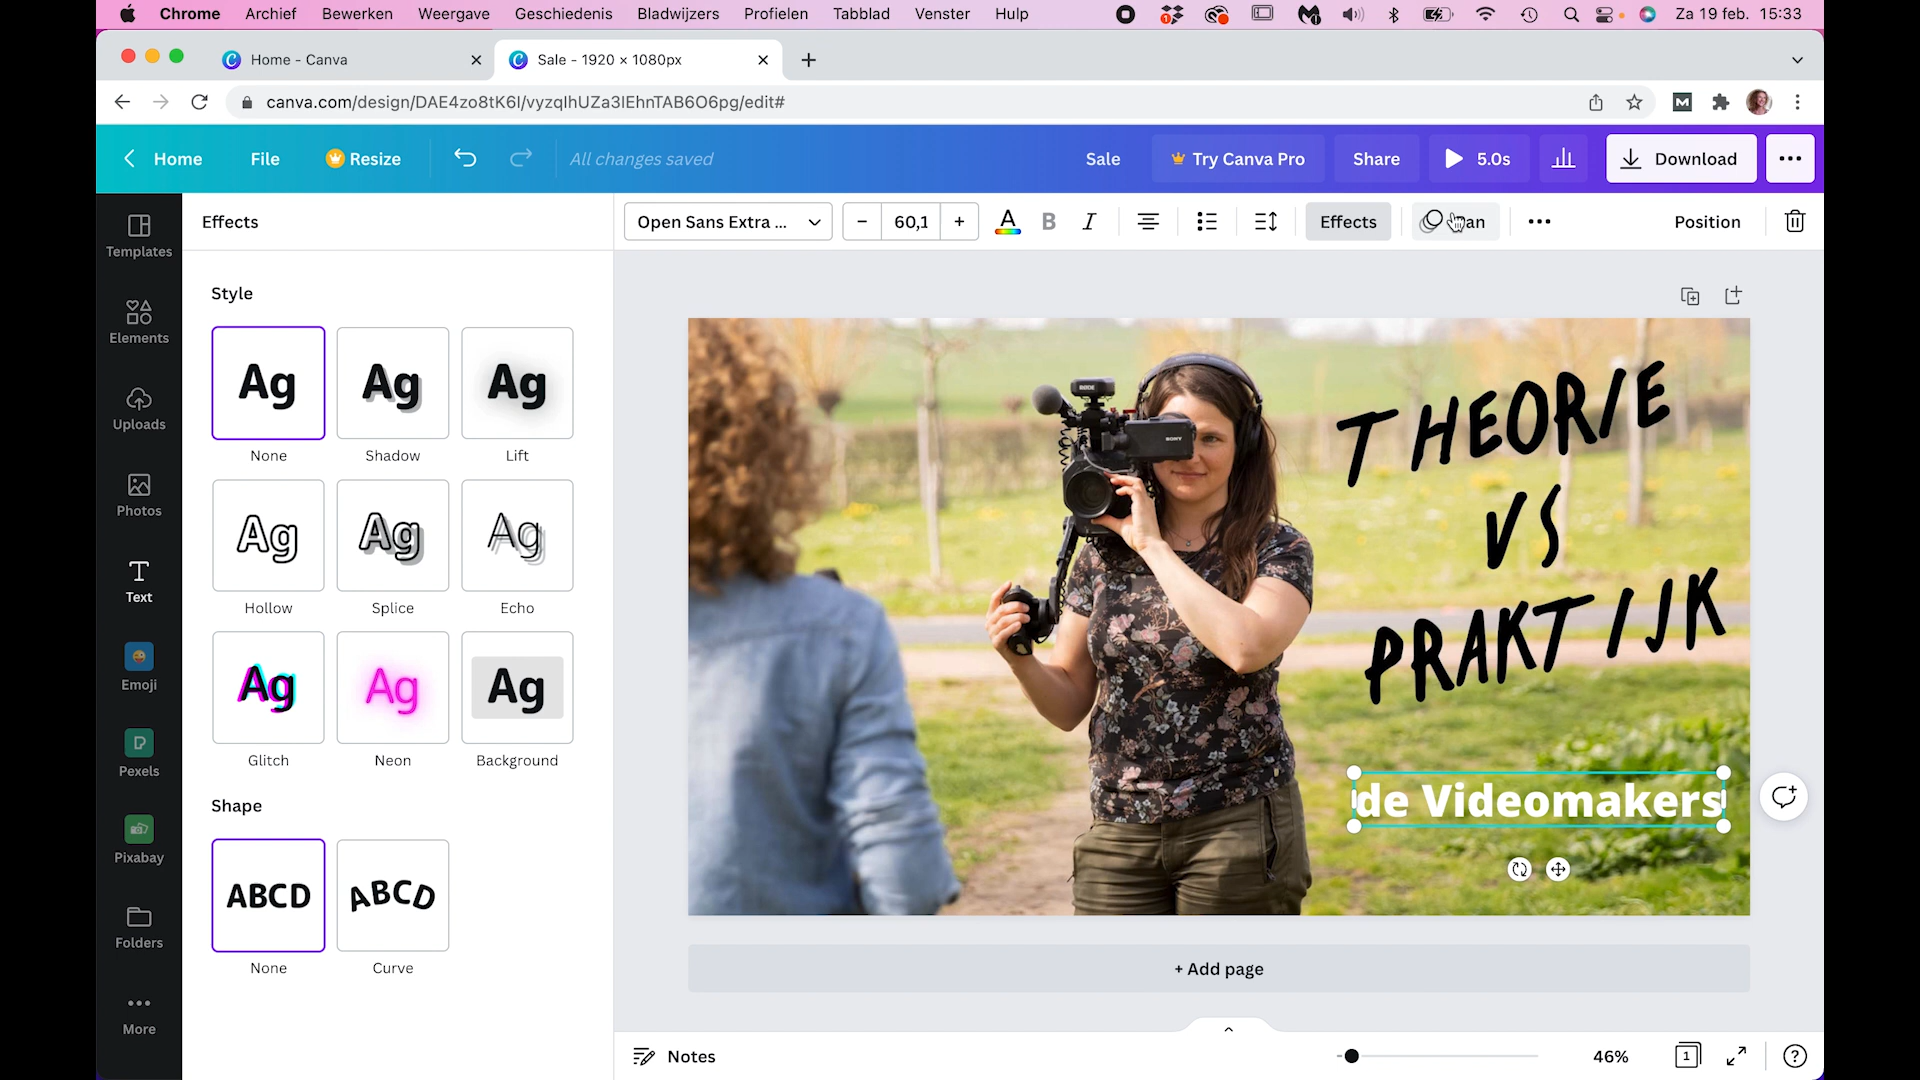 Chrome Archief Bewerken Weergave Geschiedenis Bladwijzers Profielen Tabblad Venster Hulp Za 19 feb. 15:33
Home - Canva
Sale - 1920 × 1080px
canva.com/design/DAE4zo8tK6I/vyzqlhUZa3IEhnTAB6O6pg/edit#
Home File Resize All changes saved Sale Try Canva Pro Share 5.0s Download
Effects
Open Sans Extra ... − 60,1 + A B I Effects Position
Templates
Elements
Uploads
Photos
Text
Emoji
Pexels
Pixabay
Folders
More
Style
Ag Ag Ag
None Shadow Lift
Ag Ag Ag
Hollow Splice Echo
Ag Ag Ag
Glitch Neon Background
Shape
ABCD ABCD
None Curve
RODE
SONY
THEORIE
VS
PRAKTIJK
de Videomakers
+ Add page
Notes
46%
1
?